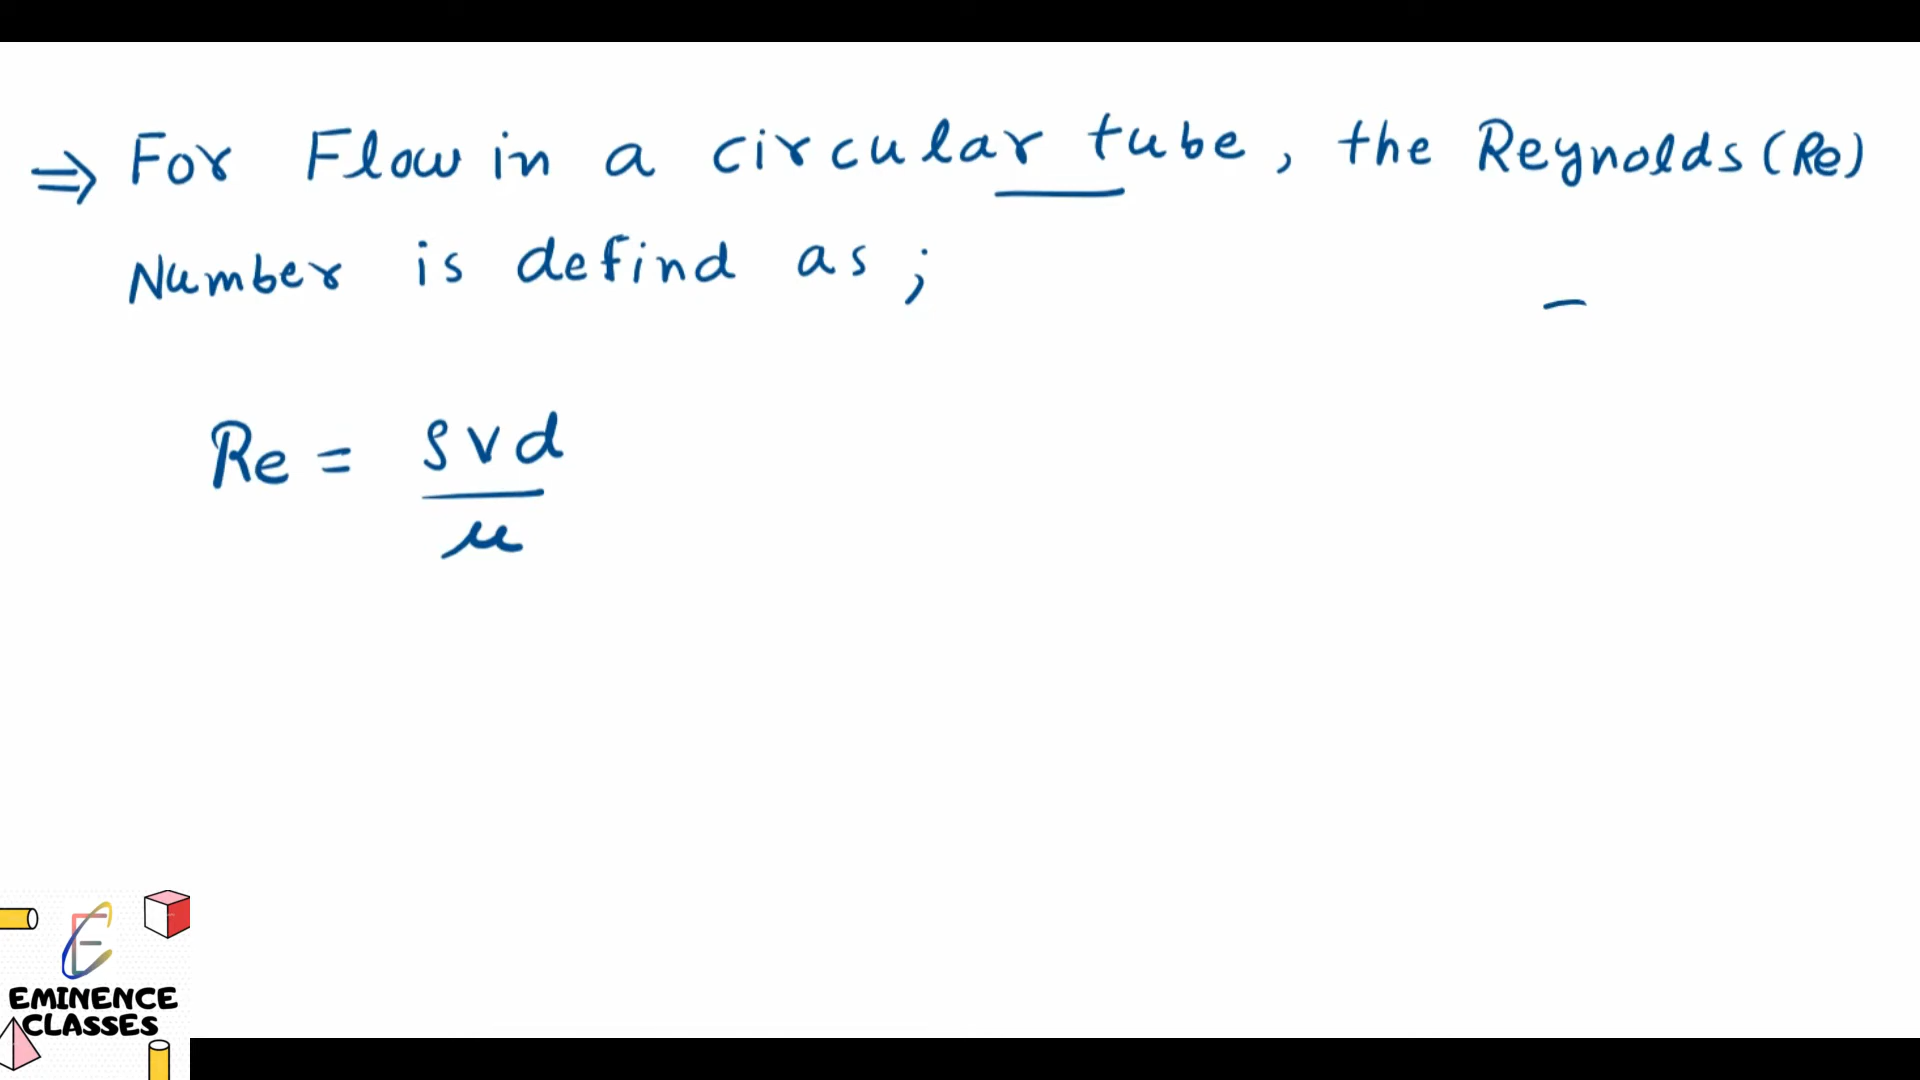 ⇒ For Flow in a circular tube, the Reynolds (Re)
Number is defind as ;
Re = ρvd
μ
EMINENCE
CLASSES